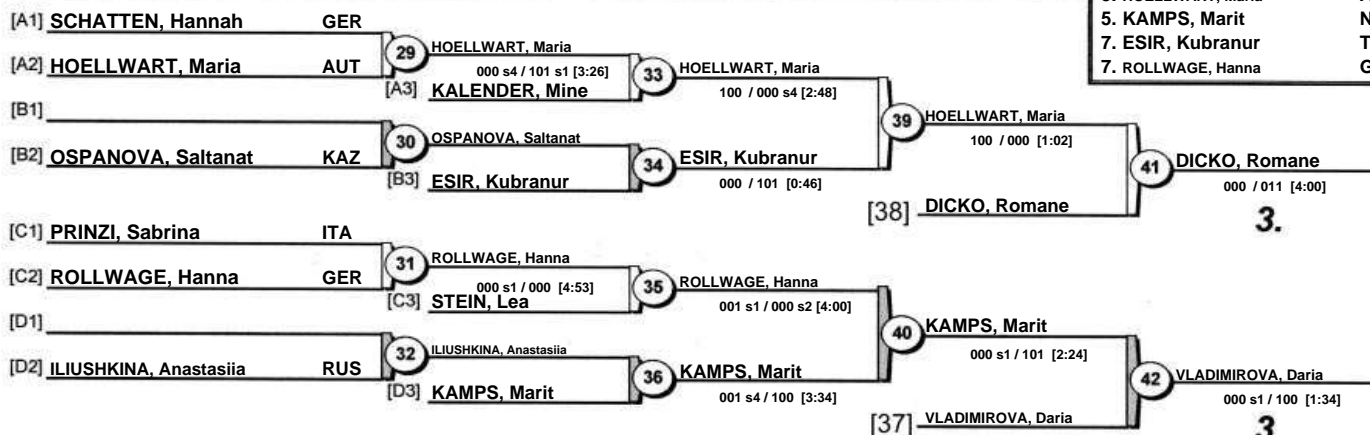 [A1] SCHATTEN, Hannah GER
[A2] HOELLWART, Maria AUT
29
HOELLWART, Maria
000 s4 / 101 s1 [3:26]
[A3] KALENDER, Mine
33
HOELLWART, Maria
100 / 000 s4 [2:48]
[B1]
[B2] OSPANOVA, Saltanat KAZ
30
OSPANOVA, Saltanat
[B3] ESIR, Kubranur
34
ESIR, Kubranur
000 / 101 [0:46]
39
HOELLWART, Maria
100 / 000 [1:02]
[38] DICKO, Romane
41
DICKO, Romane
000 / 011 [4:00]
3.
[C1] PRINZI, Sabrina ITA
[C2] ROLLWAGE, Hanna GER
31
ROLLWAGE, Hanna
000 s1 / 000 [4:53]
[C3] STEIN, Lea
35
ROLLWAGE, Hanna
001 s1 / 000 s2 [4:00]
[D1]
[D2] ILIUSHKINA, Anastasiia RUS
32
ILIUSHKINA, Anastasiia
[D3] KAMPS, Marit
36
KAMPS, Marit
001 s4 / 100 [3:34]
40
KAMPS, Marit
000 s1 / 101 [2:24]
[37] VLADIMIROVA, Daria
42
VLADIMIROVA, Daria
000 s1 / 100 [1:34]
3
5. KAMPS, Marit N
7. ESIR, Kubranur T
7. ROLLWAGE, Hanna G